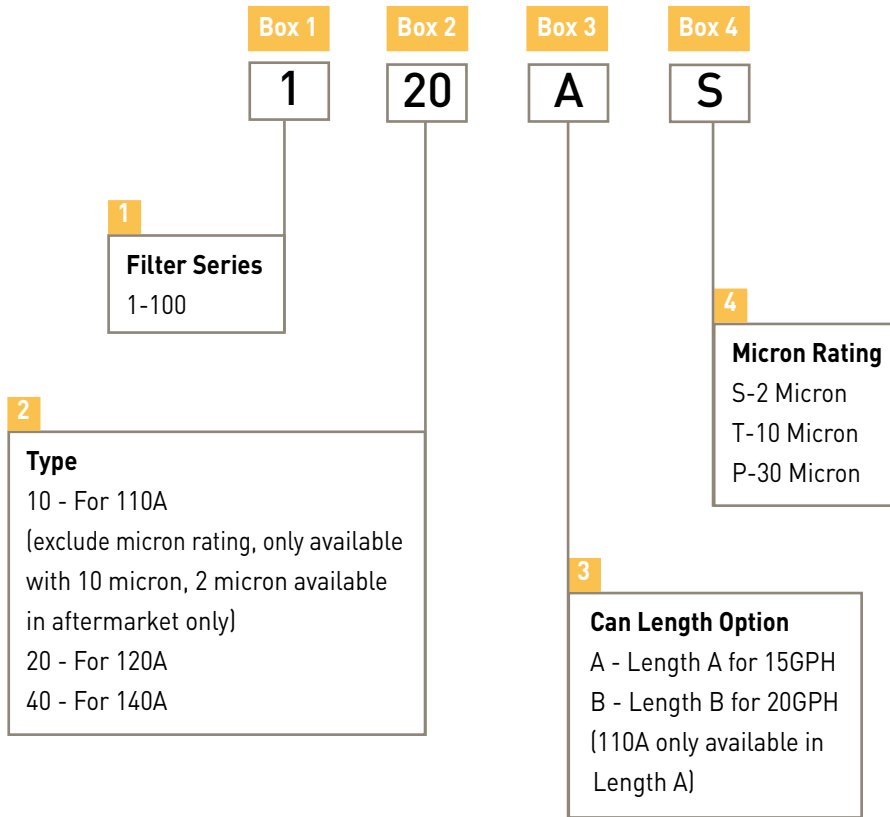 Box 1 Box 2 Box 3 Box 4
1 20 A S
1
Filter Series
1-100
4
Micron Rating
S-2 Micron
T-10 Micron
P-30 Micron
2
Type
10 - For 110A
(exclude micron rating, only available
with 10 micron, 2 micron available
in aftermarket only)
20 - For 120A
40 - For 140A
3
Can Length Option
A - Length A for 15GPH
B - Length B for 20GPH
(110A only available in
Length A)